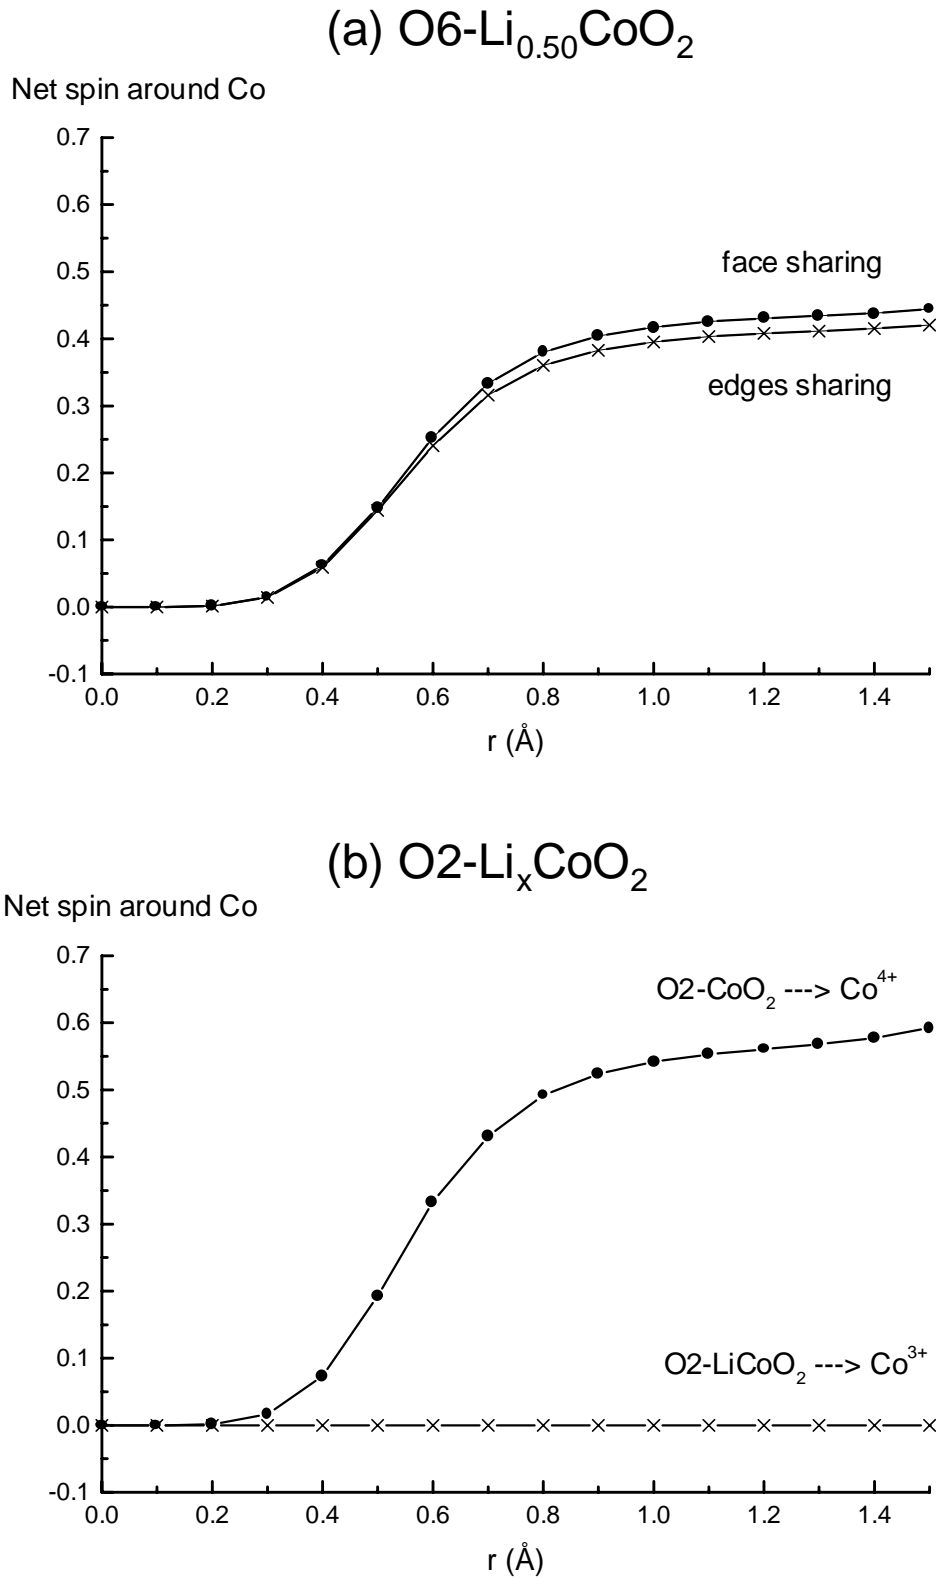 (a) O6-Li0.50CoO2
Net spin around Co
0.7
0.6
0.5
face sharing
0.4
edges sharing
0.3
0.2
0.1
0.0
-0.1
0.0 0.2 0.4 0.6 0.8 1.0 1.2 1.4
r (Å)
(b) O2-LixCoO2
Net spin around Co
0.7
O2-CoO2 ---> Co4+
0.6
0.5
0.4
0.3
0.2
0.1
O2-LiCoO2 ---> Co3+
0.0
-0.1
0.0 0.2 0.4 0.6 0.8 1.0 1.2 1.4
r (Å)